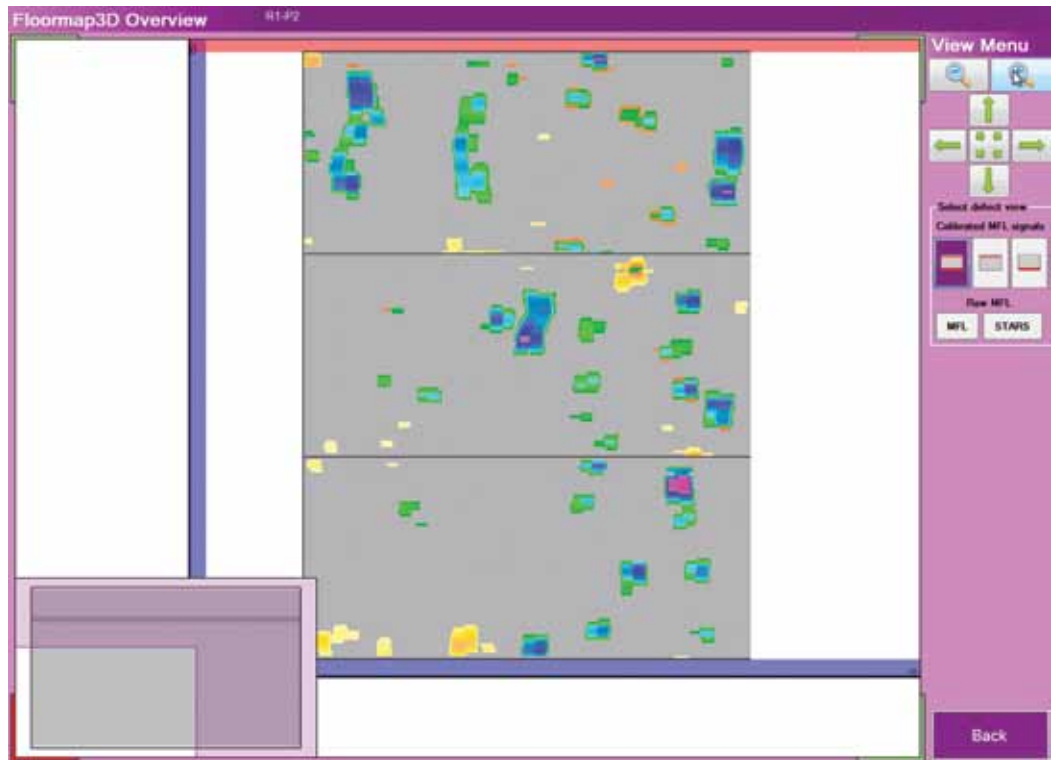 Floormap3D Overview
R1-P2
View Menu
Select defect view
Calibrated MFL signals
Raw MFL
MFL
STARS
Back